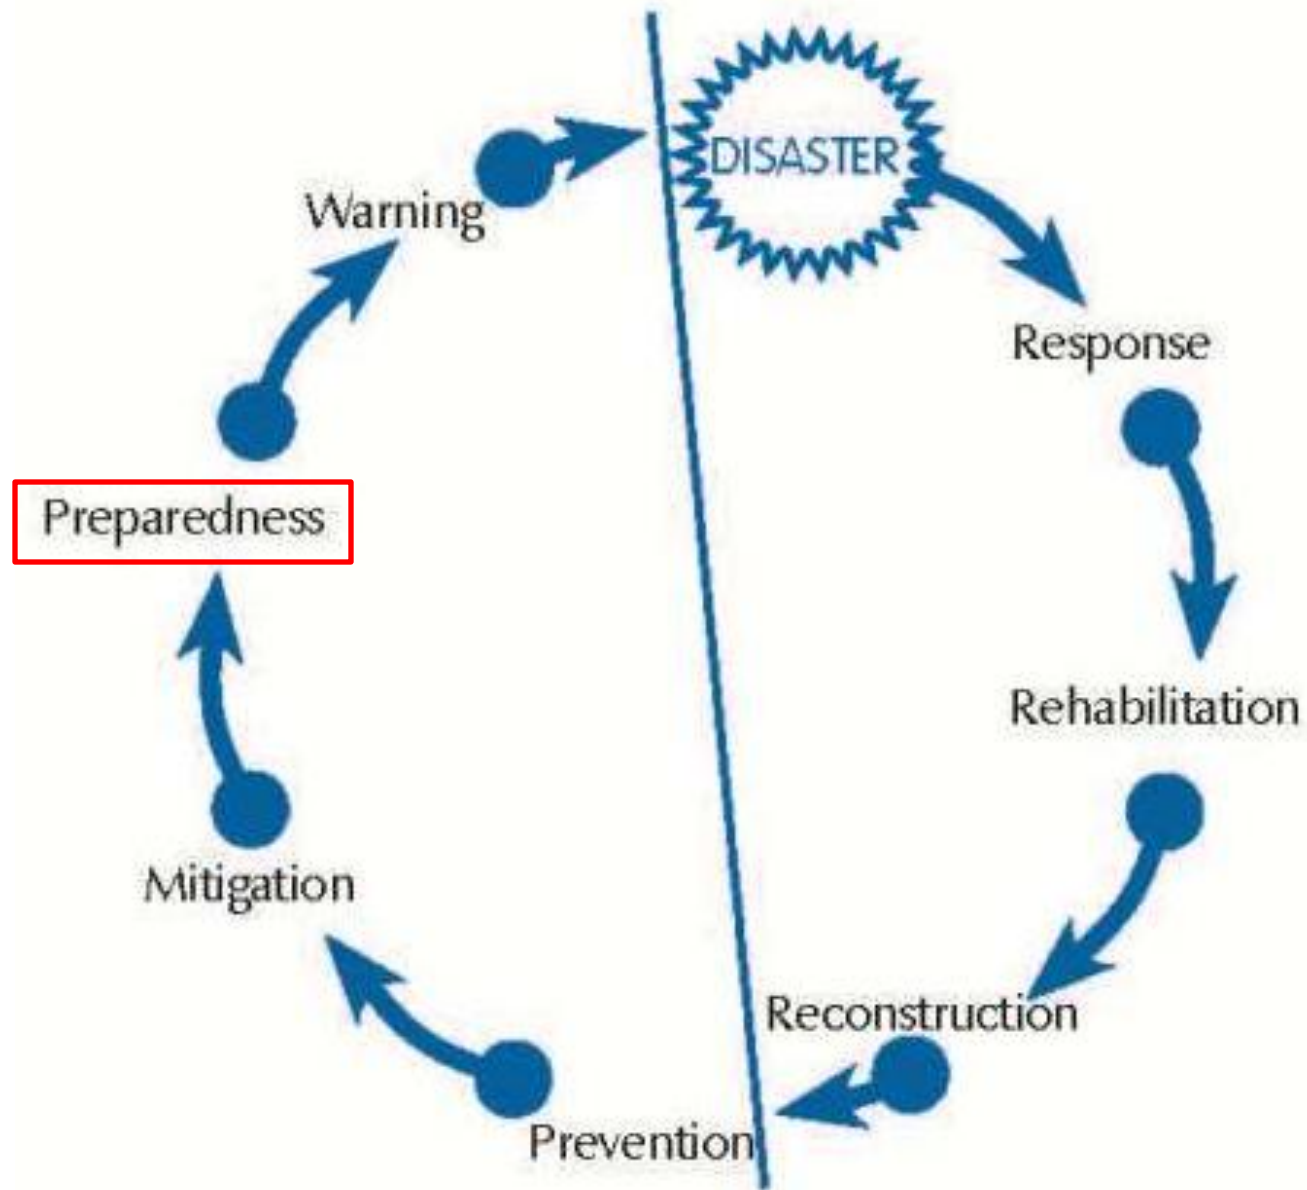 DISASTER
Warning
Response
Preparedness
Rehabilitation
Mitigation
Reconstruction
Prevention